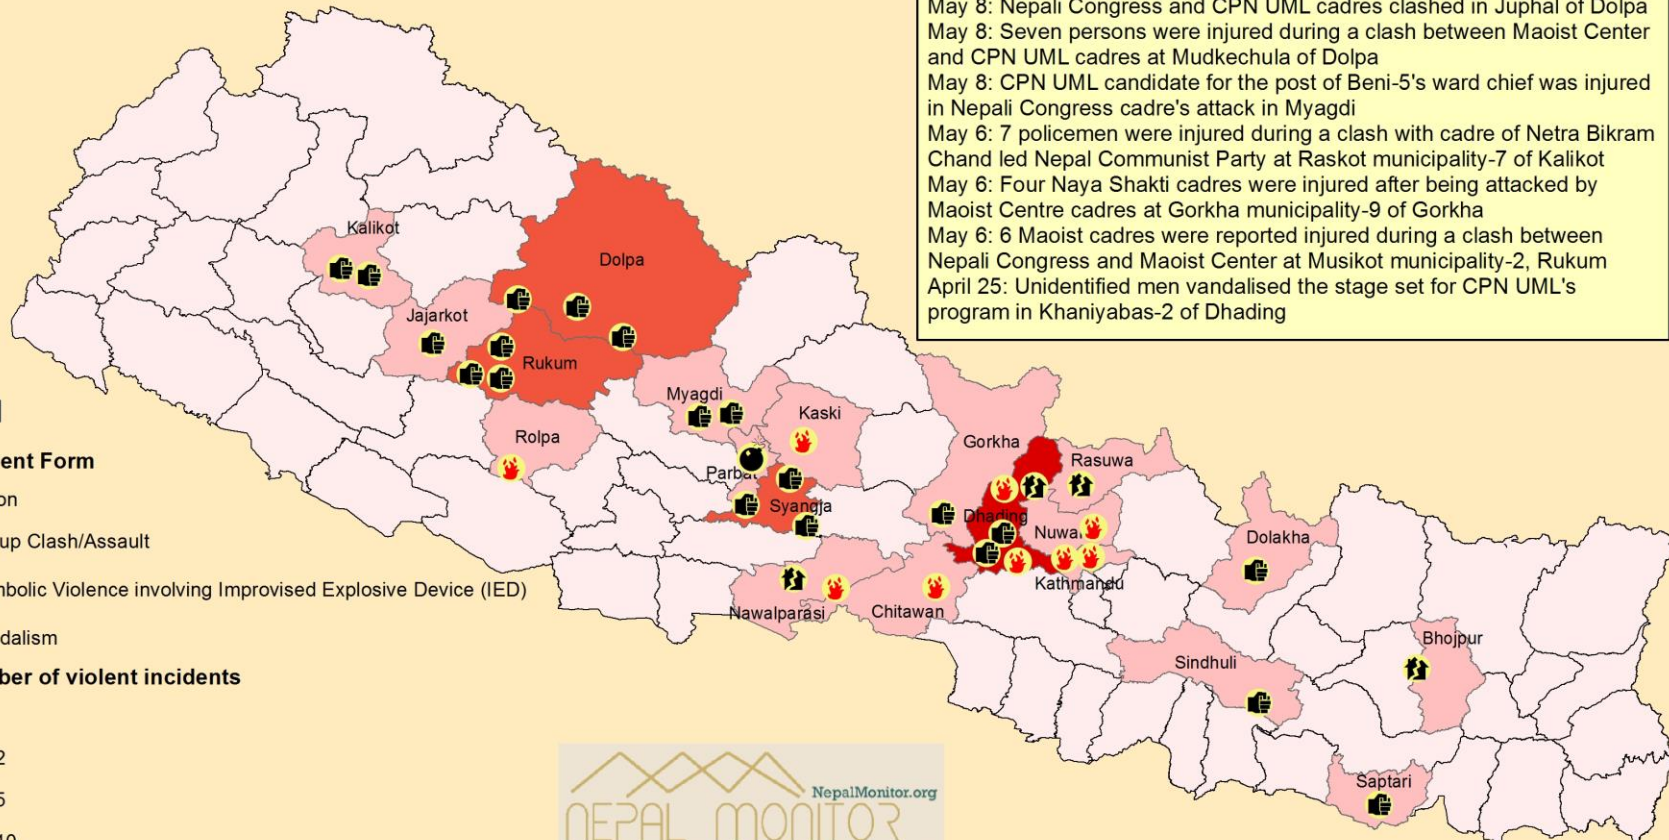 May 8: Nepali Congress and CPN UML cadres clashed in Juphal of Dolpa
May 8: Seven persons were injured during a clash between Maoist Center
and CPN UML cadres at Mudkechula of Dolpa
May 8: CPN UML candidate for the post of Beni-5's ward chief was injured
in Nepali Congress cadre's attack in Myagdi
May 6: 7 policemen were injured during a clash with cadre of Netra Bikram
Chand led Nepal Communist Party at Raskot municipality-7 of Kalikot
May 6: Four Naya Shakti cadres were injured after being attacked by
Maoist Centre cadres at Gorkha municipality-9 of Gorkha
May 6: 6 Maoist cadres were reported injured during a clash between
Nepali Congress and Maoist Center at Musikot municipality-2, Rukum
April 25: Unidentified men vandalised the stage set for CPN UML's
program in Khaniyabas-2 of Dhading
Kalikot
Dolpa
Jajarkot
Rukum
Myagdi
Kaski
Rolpa
Gorkha
Rasuwa
Parbat
Syangja
Dhading
Nuwa
Dolakha
Kathmandu
Nawalparasi
Chitawan
Sindhuli
Bhojpur
Saptari
ent Form
on
up Clash/Assault
nbolic Violence involving Improvised Explosive Device (IED)
dalism
ber of violent incidents
2
5
10
NepalMonitor.org
NEPAL MONITOR